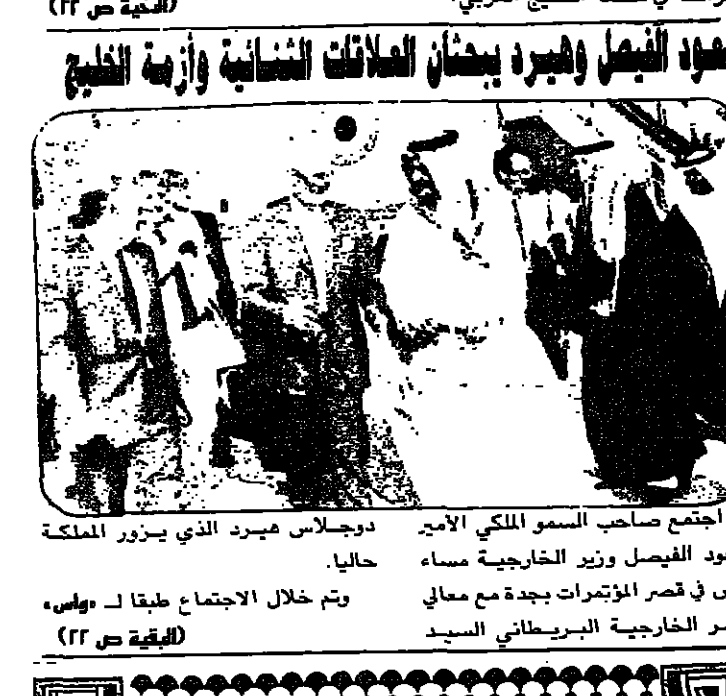 (البقية ص ٢٢)
الفيصل وهيرد يبحثان العلاقات الثنائية وأزمة الخليج
اجتمع صاحب السمو الملكي الأمير
الفيصل وزير الخارجية مساء
في قصر المؤتمرات بجدة مع معالي
الخارجية البريطاني السيد
دوجلاس هيرد الذي يزور المملكة
حاليا.
وتم خلال الاجتماع طبقا لـ «واس»
(البقية ص ٢٢)